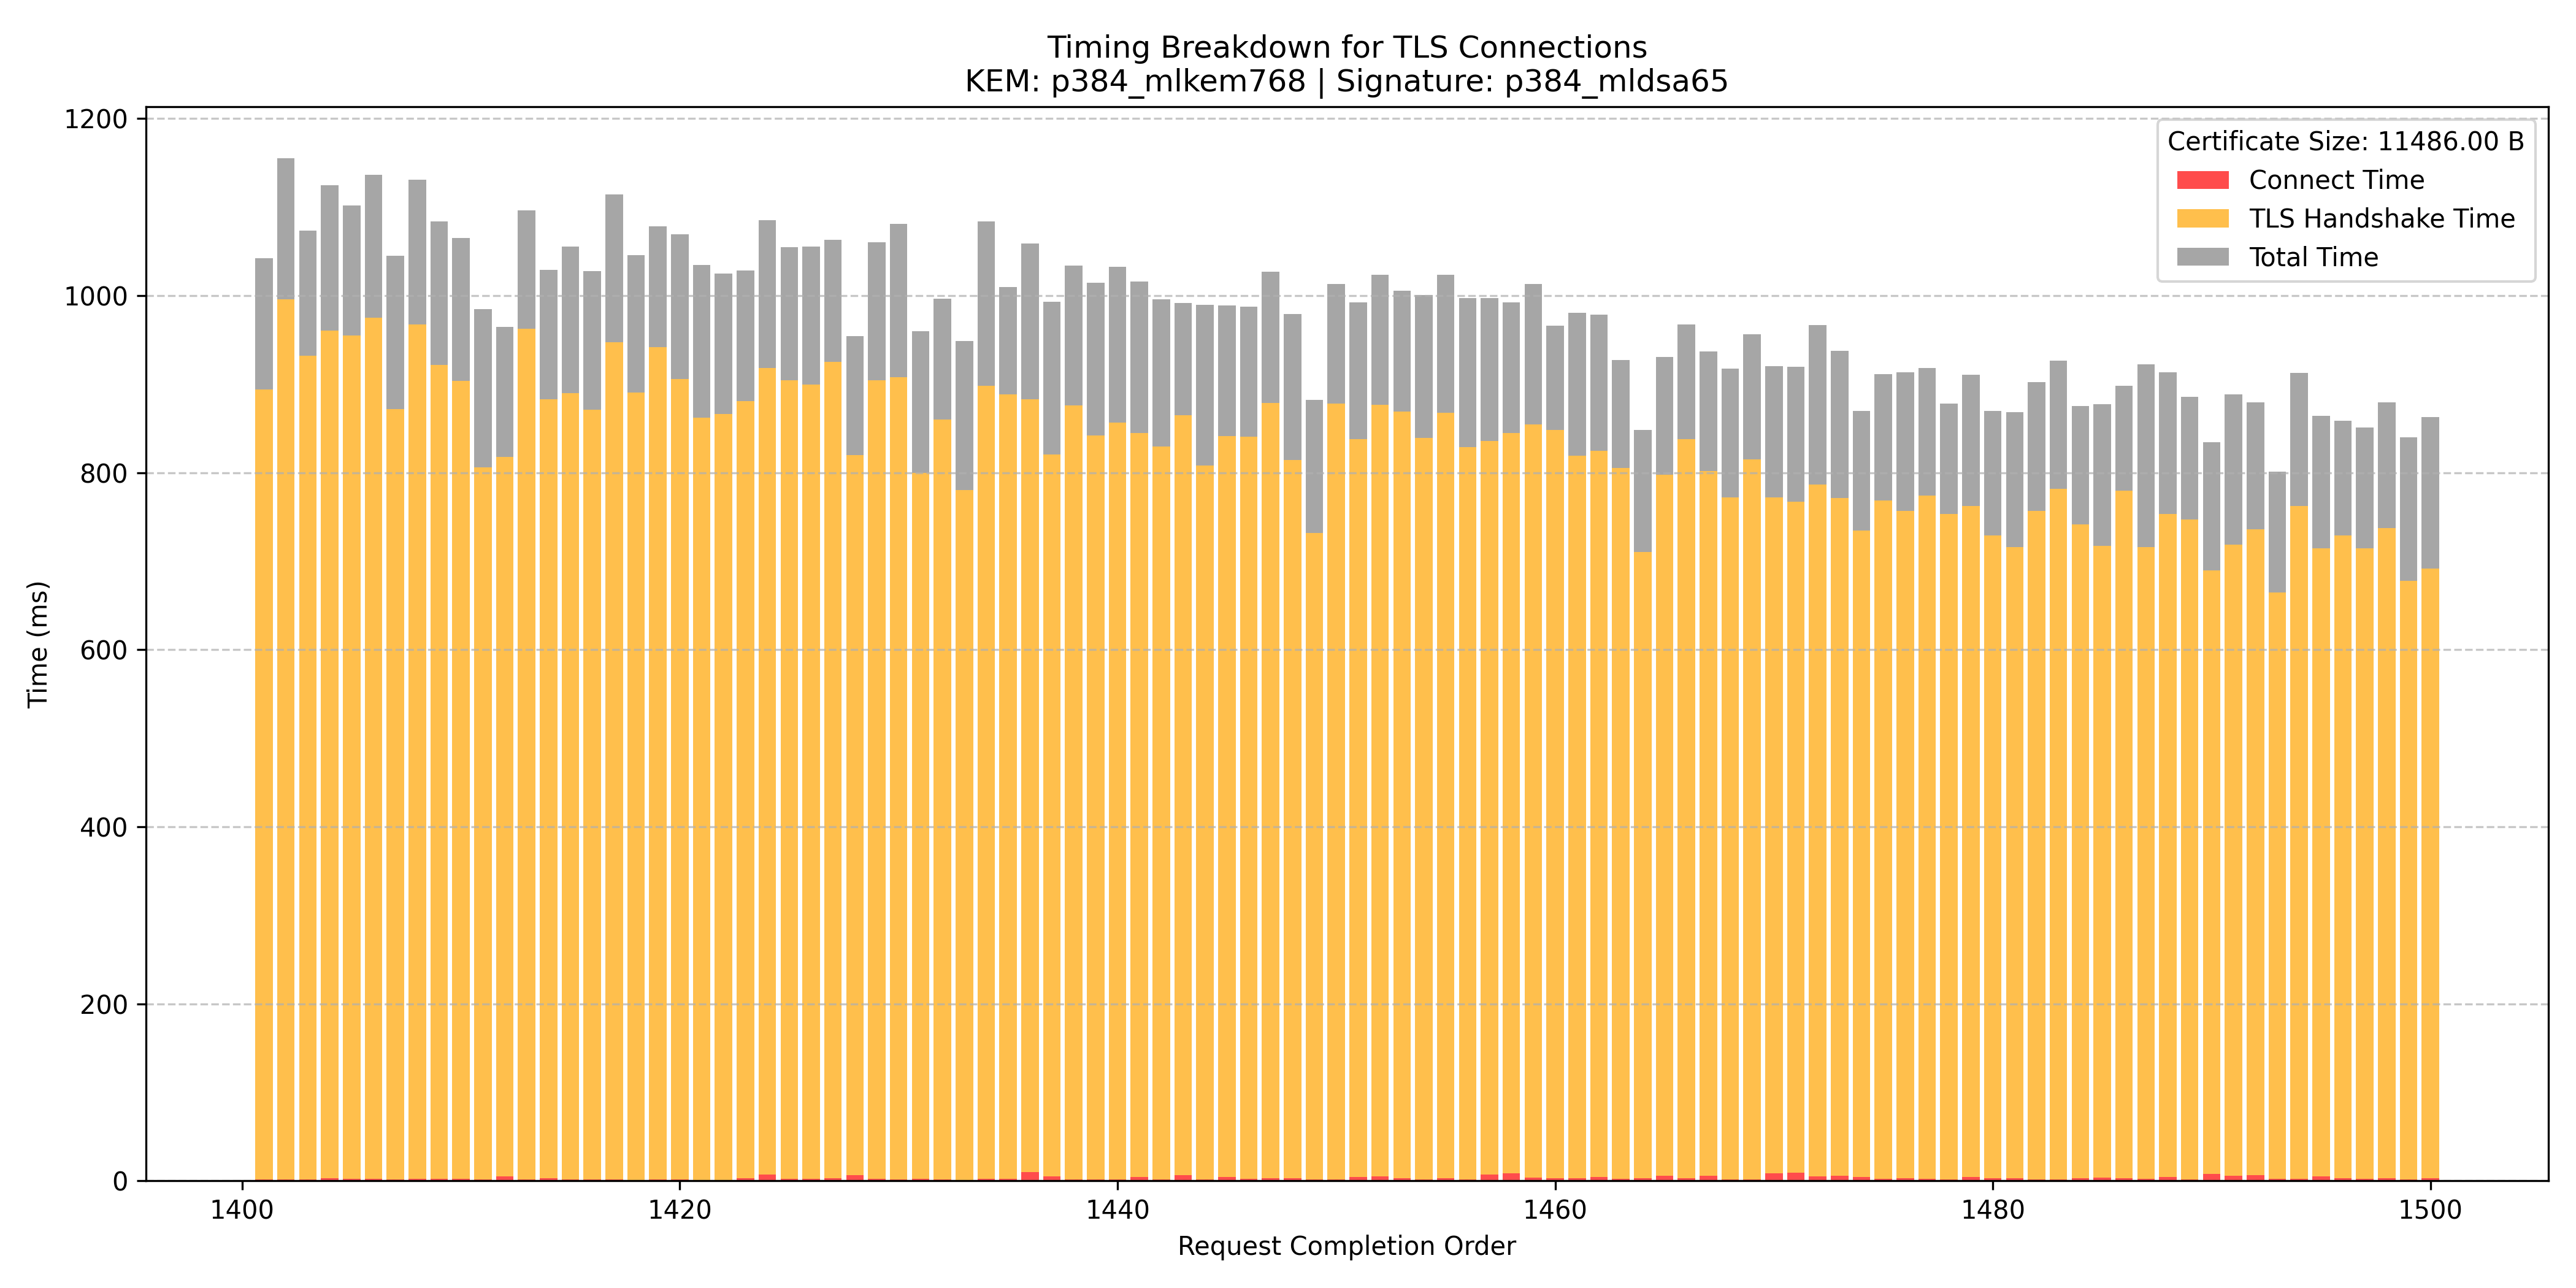 Timing Breakdown for TLS Connections
KEM: p384_mlkem768 | Signature: p384_mldsa65
Certificate Size: 11486.00 B
Connect Time
TLS Handshake Time
Total Time
Time (ms)
1200
1000
800
600
400
200
0
1400 1420 1440 1460 1480 1500
Request Completion Order